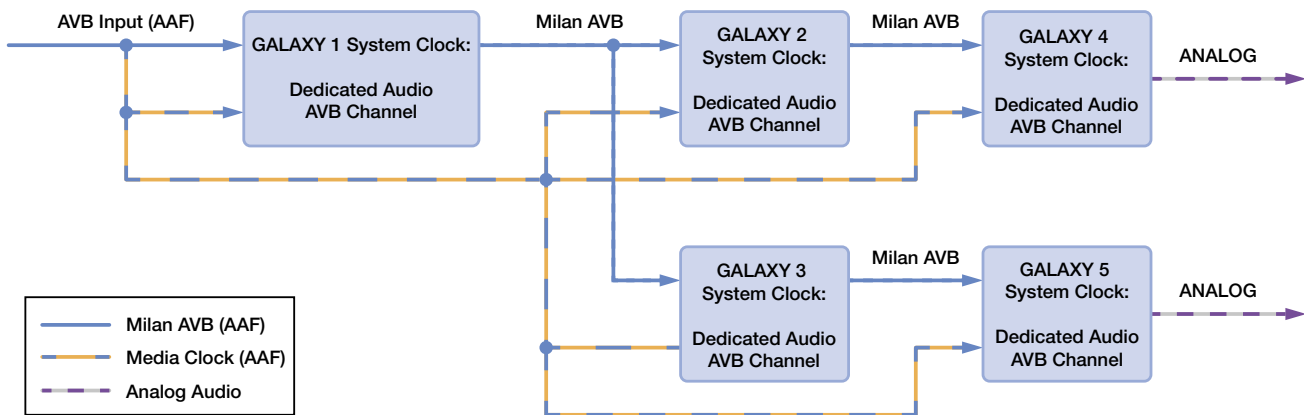 AVB Input (AAF)
GALAXY 1 System Clock:
Dedicated Audio
AVB Channel
Milan AVB
GALAXY 2
System Clock:
Dedicated Audio
AVB Channel
Milan AVB
GALAXY 4
System Clock:
Dedicated Audio
AVB Channel
ANALOG
GALAXY 3
System Clock:
Dedicated Audio
AVB Channel
Milan AVB
GALAXY 5
System Clock:
Dedicated Audio
AVB Channel
ANALOG
Milan AVB (AAF)
Media Clock (AAF)
Analog Audio